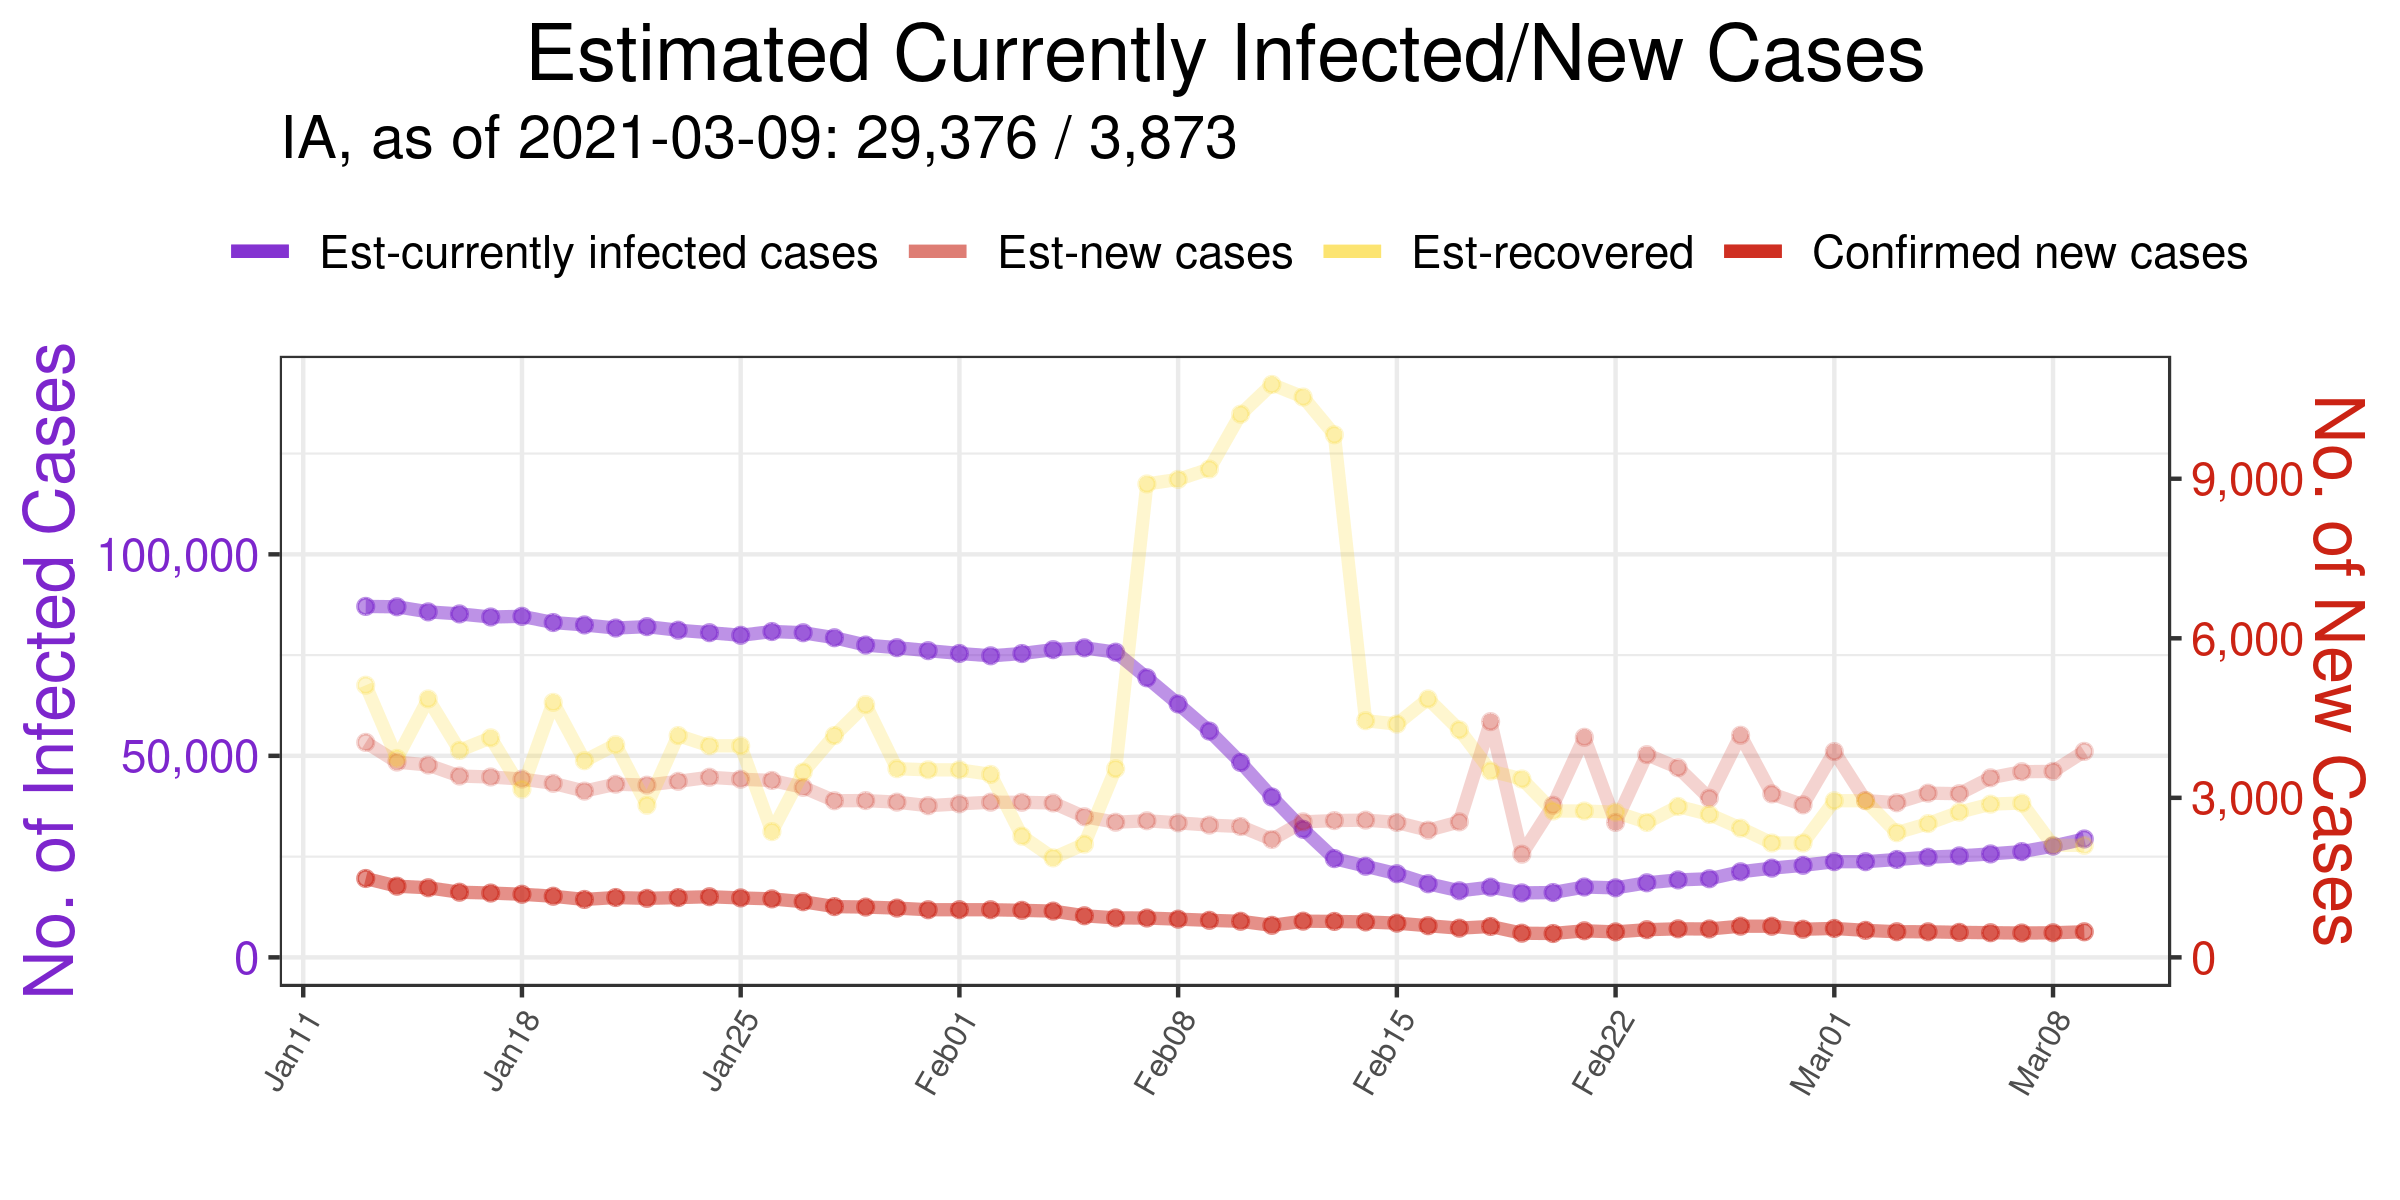 Estimated Currently Infected/New Cases
IA, as of 2021-03-09: 29,376 / 3,873
Est-currently infected cases Est-new cases Est-recovered Confirmed new cases
No. of Infected Cases
100,000
50,000
0
9,000
6,000
3,000
0
No. of New Cases
Jan11 Jan18 Jan25 Feb01 Feb08 Feb15 Feb22 Mar01 Mar08